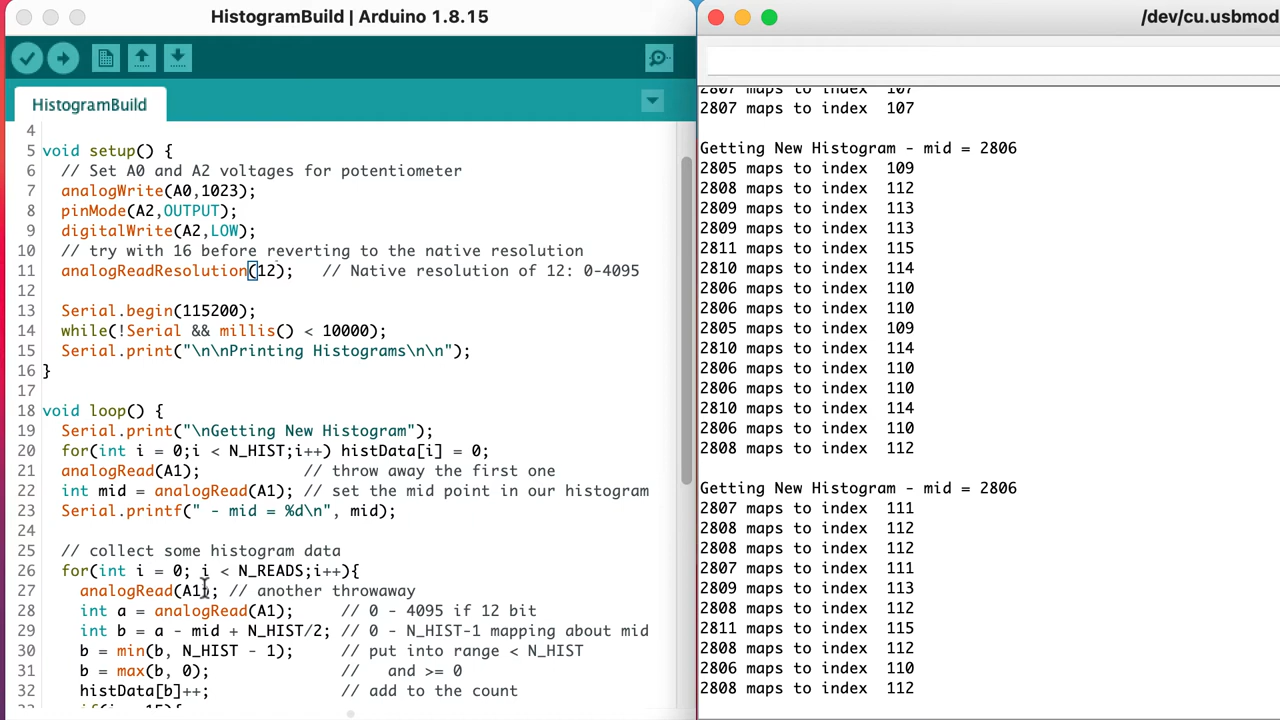 HistogramBuild | Arduino 1.8.15
HistogramBuild
4
5 void setup() {
6 // Set A0 and A2 voltages for potentiometer
7 analogWrite(A0,1023);
8 pinMode(A2,OUTPUT);
9 digitalWrite(A2,LOW);
10 // try with 16 before reverting to the native resolution
11 analogReadResolution(12); // Native resolution of 12: 0-4095
12
13 Serial.begin(115200);
14 while(!Serial && millis() < 10000);
15 Serial.print("\n\nPrinting Histograms\n\n");
16 }
17
18 void loop() {
19 Serial.print("\nGetting New Histogram");
20 for(int i = 0;i < N_HIST;i++) histData[i] = 0;
21 analogRead(A1); // throw away the first one
22 int mid = analogRead(A1); // set the mid point in our histogram
23 Serial.printf(" - mid = %d\n", mid);
24
25 // collect some histogram data
26 for(int i = 0; i < N_READS;i++){
27 analogRead(A1); // another throwaway
28 int a = analogRead(A1); // 0 - 4095 if 12 bit
29 int b = a - mid + N_HIST/2; // 0 - N_HIST-1 mapping about mid
30 b = min(b, N_HIST - 1); // put into range < N_HIST
31 b = max(b, 0); // and >= 0
32 histData[b]++; // add to the count
/dev/cu.usbmod
2807 maps to index 107
2807 maps to index 107
Getting New Histogram - mid = 2806
2805 maps to index 109
2808 maps to index 112
2809 maps to index 113
2809 maps to index 113
2811 maps to index 115
2810 maps to index 114
2806 maps to index 110
2806 maps to index 110
2805 maps to index 109
2810 maps to index 114
2806 maps to index 110
2806 maps to index 110
2810 maps to index 114
2806 maps to index 110
2808 maps to index 112
Getting New Histogram - mid = 2806
2807 maps to index 111
2808 maps to index 112
2808 maps to index 112
2807 maps to index 111
2809 maps to index 113
2808 maps to index 112
2811 maps to index 115
2808 maps to index 112
2806 maps to index 110
2808 maps to index 112